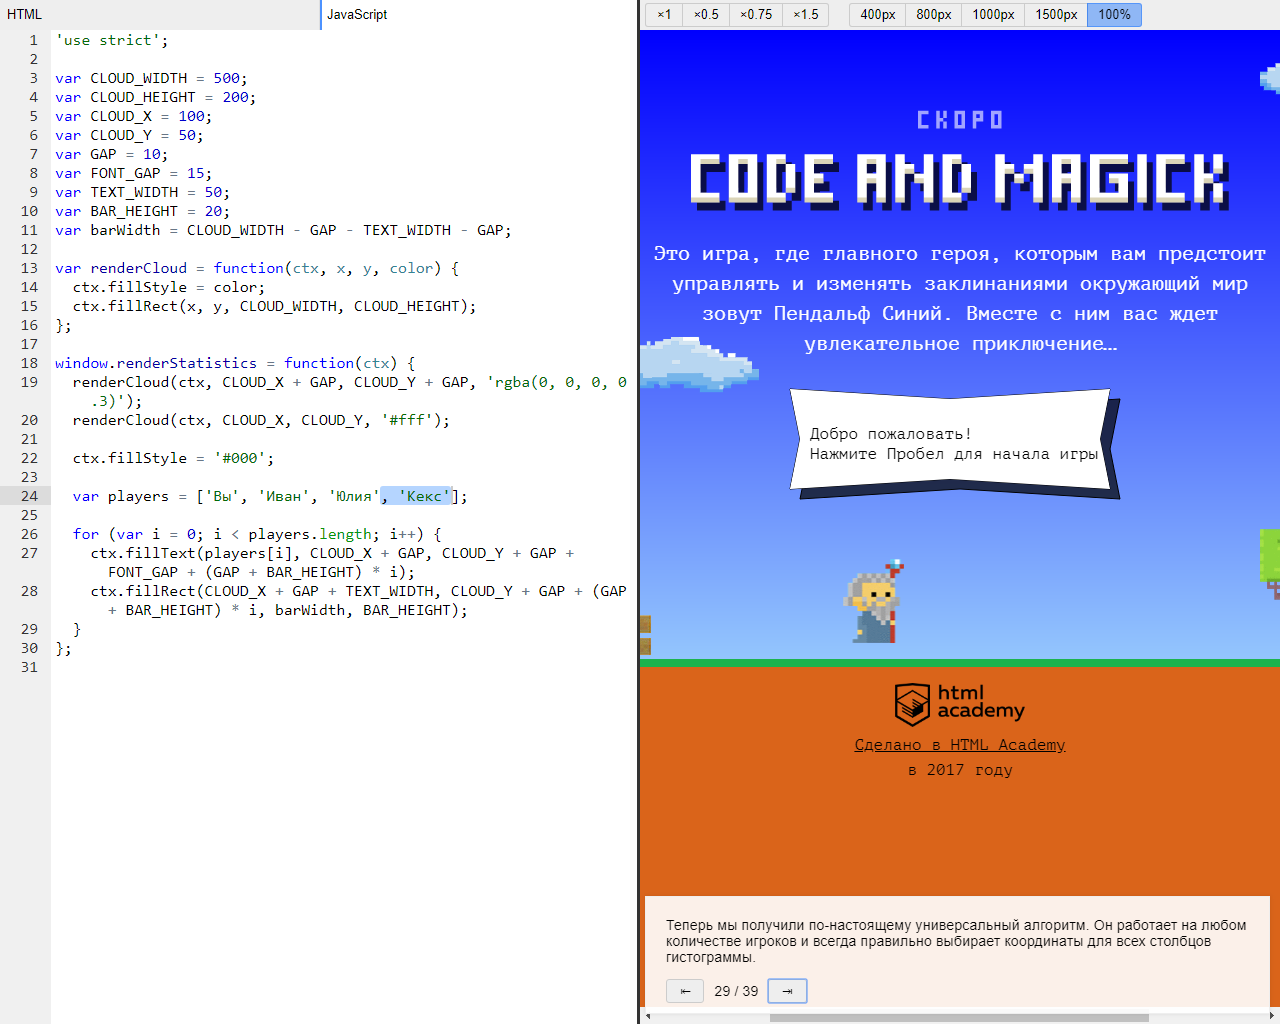 HTML
JavaScript
×1 ×0.5 ×0.75 ×1.5 400px 800px 1000px 1500px 100%
1 'use strict';
2
3 var CLOUD_WIDTH = 500;
4 var CLOUD_HEIGHT = 200;
5 var CLOUD_X = 100;
6 var CLOUD_Y = 50;
7 var GAP = 10;
8 var FONT_GAP = 15;
9 var TEXT_WIDTH = 50;
10 var BAR_HEIGHT = 20;
11 var barWidth = CLOUD_WIDTH - GAP - TEXT_WIDTH - GAP;
12
13 var renderCloud = function(ctx, x, y, color) {
14 ctx.fillStyle = color;
15 ctx.fillRect(x, y, CLOUD_WIDTH, CLOUD_HEIGHT);
16 };
17
18 window.renderStatistics = function(ctx) {
19 renderCloud(ctx, CLOUD_X + GAP, CLOUD_Y + GAP, 'rgba(0, 0, 0, 0
.3)');
20 renderCloud(ctx, CLOUD_X, CLOUD_Y, '#fff');
21
22 ctx.fillStyle = '#000';
23
24 var players = ['Вы', 'Иван', 'Юлия', 'Кекс'];
25
26 for (var i = 0; i < players.length; i++) {
27 ctx.fillText(players[i], CLOUD_X + GAP, CLOUD_Y + GAP +
FONT_GAP + (GAP + BAR_HEIGHT) * i);
28 ctx.fillRect(CLOUD_X + GAP + TEXT_WIDTH, CLOUD_Y + GAP + (GAP
+ BAR_HEIGHT) * i, barWidth, BAR_HEIGHT);
29 }
30 };
31
СКОРО
CODE AND MAGICK
Это игра, где главного героя, которым вам предстоит
управлять и изменять заклинаниями окружающий мир
зовут Пендальф Синий. Вместе с ним вас ждет
увлекательное приключение…
Добро пожаловать!
Нажмите Пробел для начала игры
html
academy
Сделано в HTML Academy
в 2017 году
Теперь мы получили по-настоящему универсальный алгоритм. Он работает на любом
количестве игроков и всегда правильно выбирает координаты для всех столбцов
гистограммы.
⇤ 29 / 39 ⇥